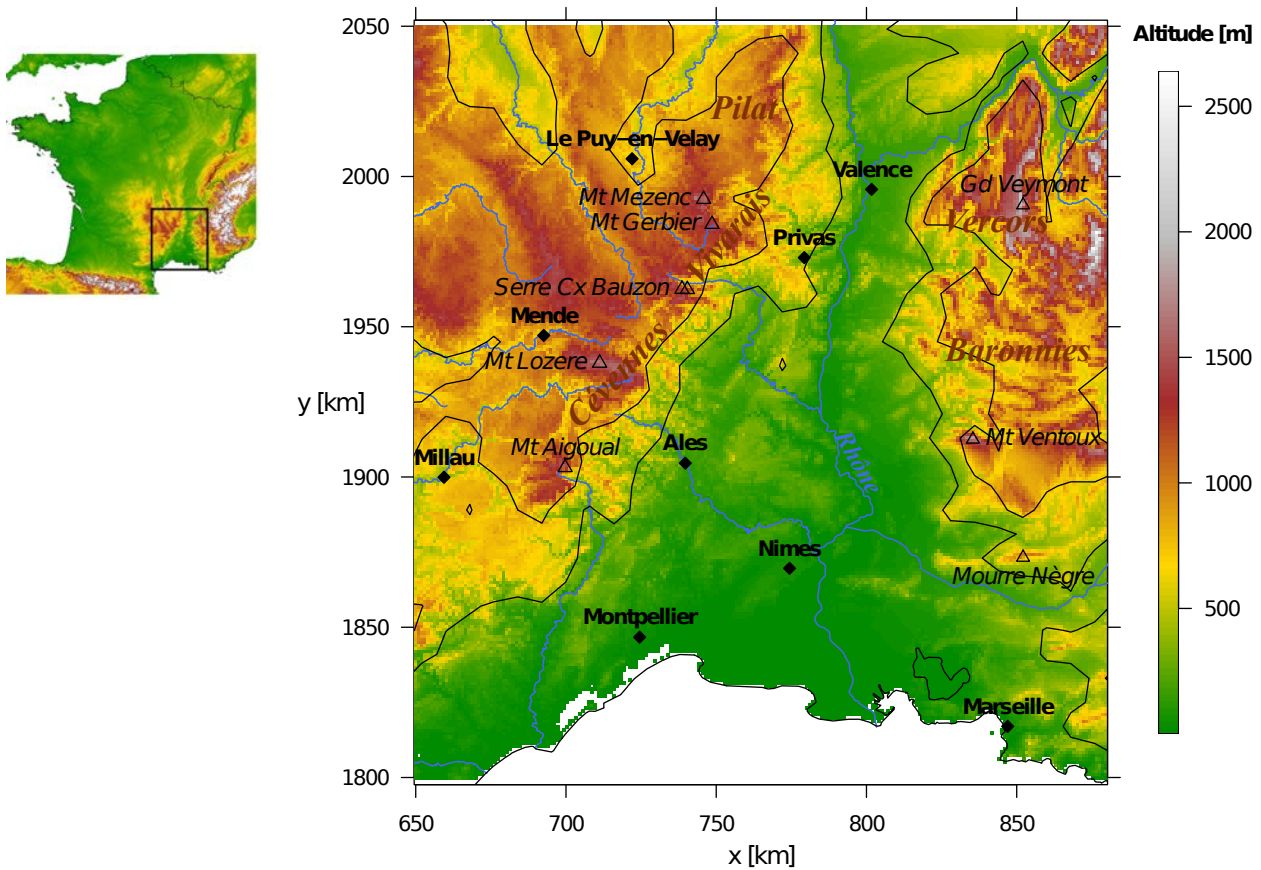 Altitude [m]
2050
2500
Pilat
Le Puy–en–Velay
Valence
2000
Gd Veymont
Mt Mezenc
Mt Gerbier
Vivarais
Vercors
Privas
2000
Serre Cx Bauzon
1950
Mende
Baronnies
Mt Lozere
Cévennes
1500
y [km]
Mt Aigoual
Ales
Mt Ventoux
Millau
Rhône
1900
1000
Nimes
Mourre Nègre
500
Montpellier
1850
Marseille
1800
650
700
750
800
850
x [km]